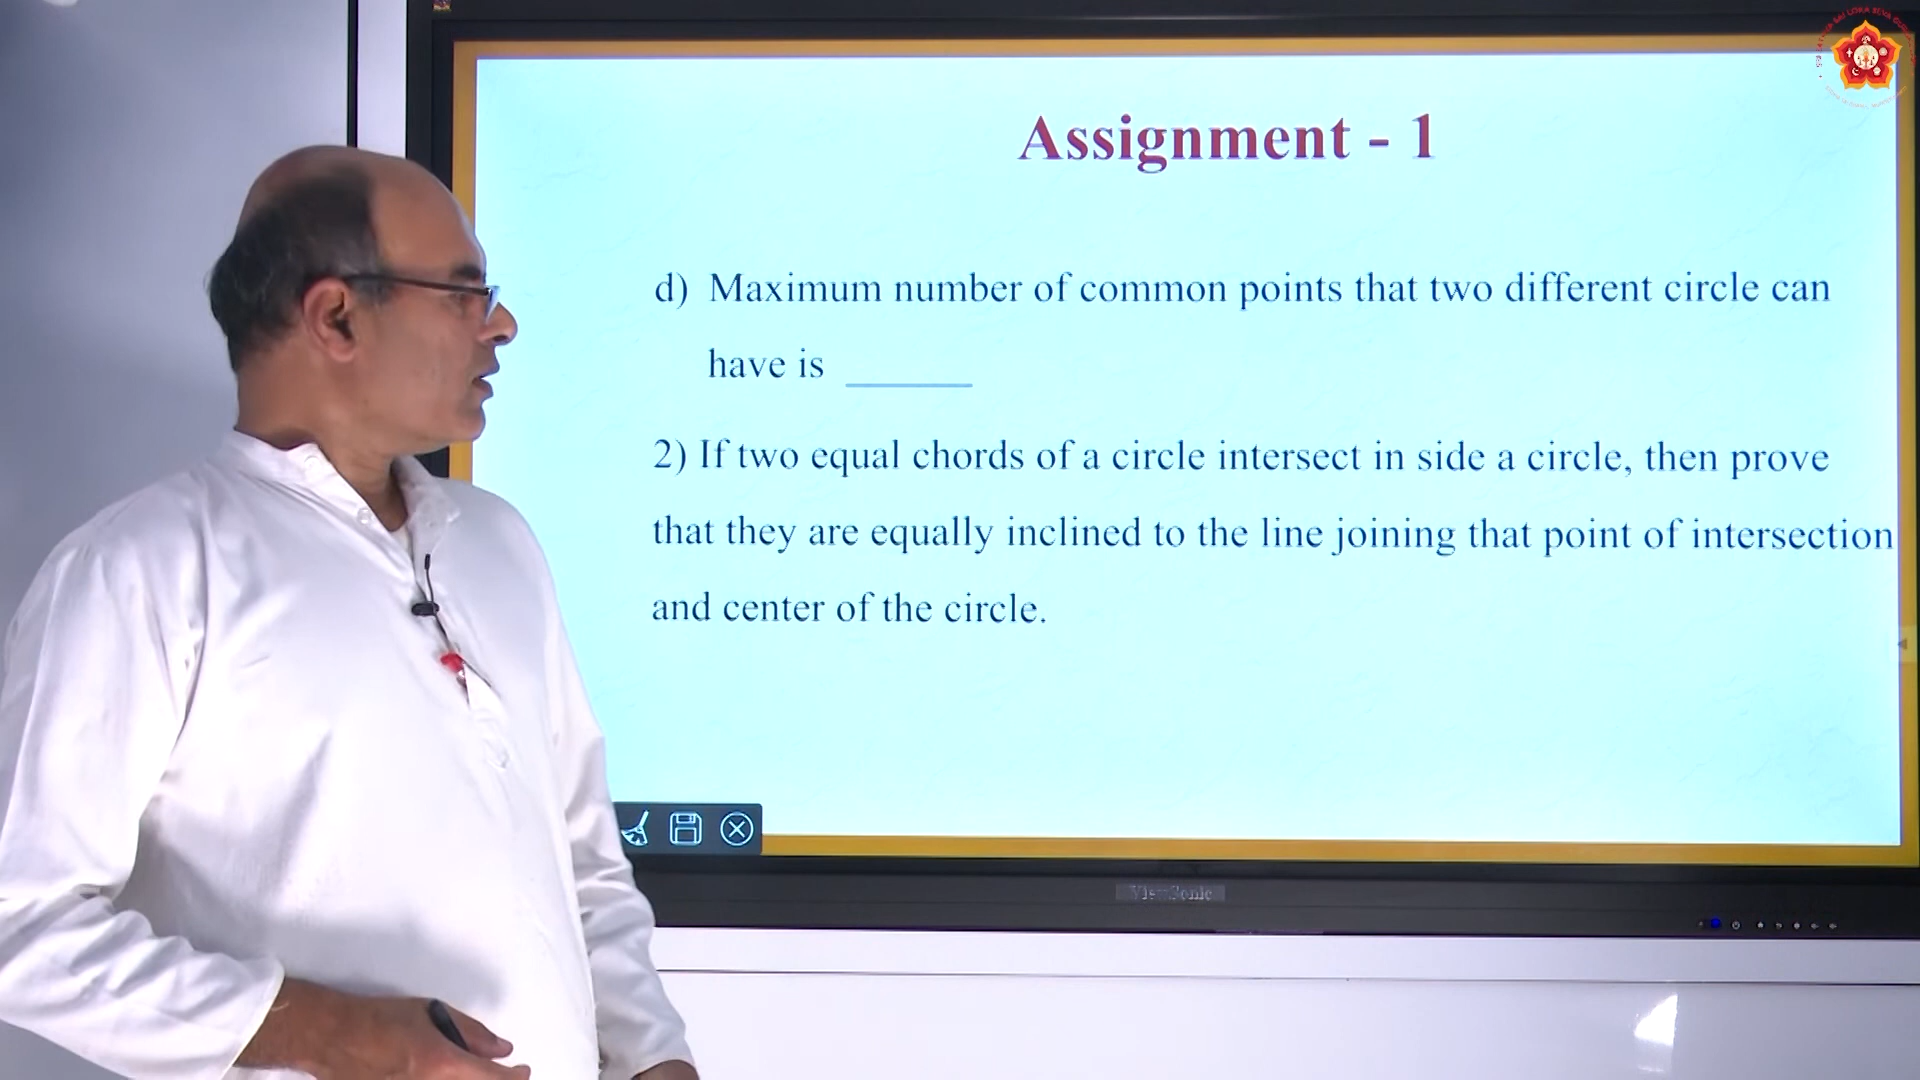 Assignment - 1
d) Maximum number of common points that two different circle can
have is ______
2) If two equal chords of a circle intersect in side a circle, then prove
that they are equally inclined to the line joining that point of intersection
and center of the circle.
ViewSonic